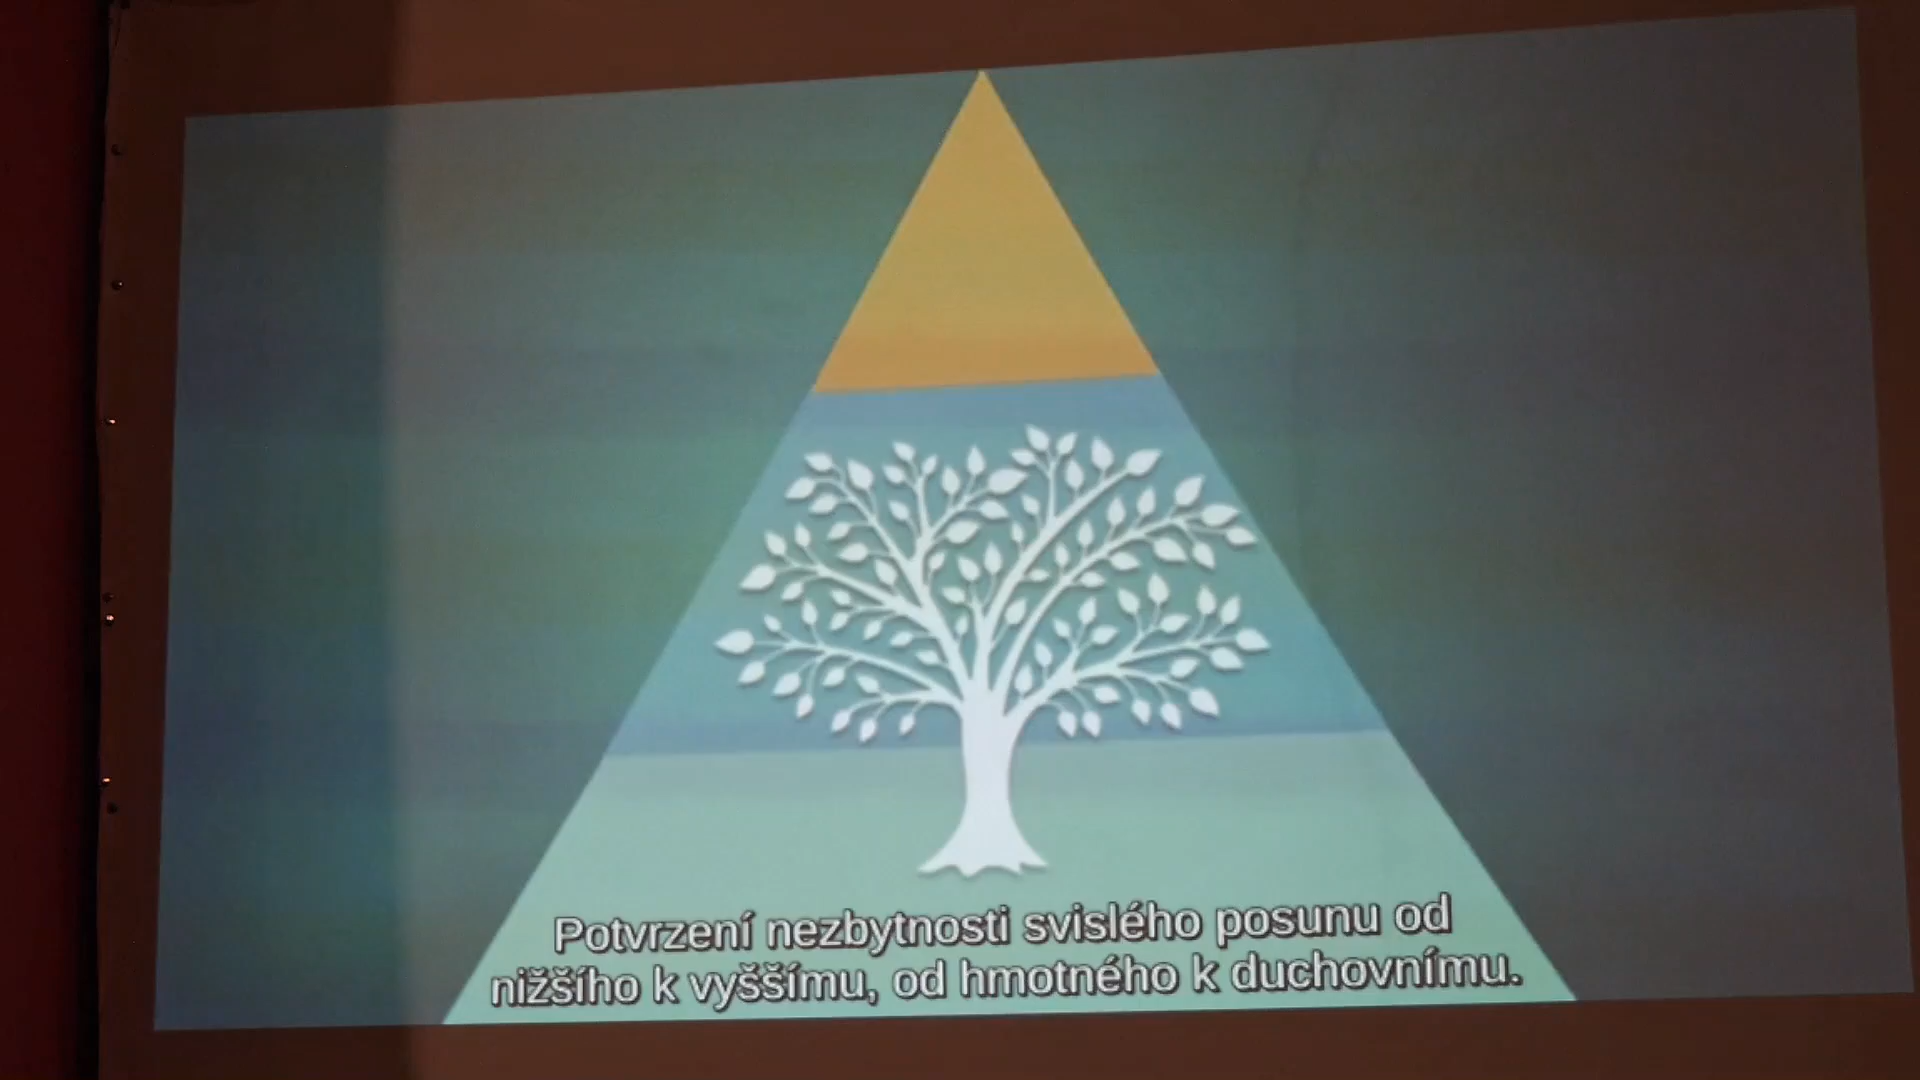 Potvrzení nezbytnosti svislého posunu od
nižšího k vyššímu, od hmotného k duchovnímu.